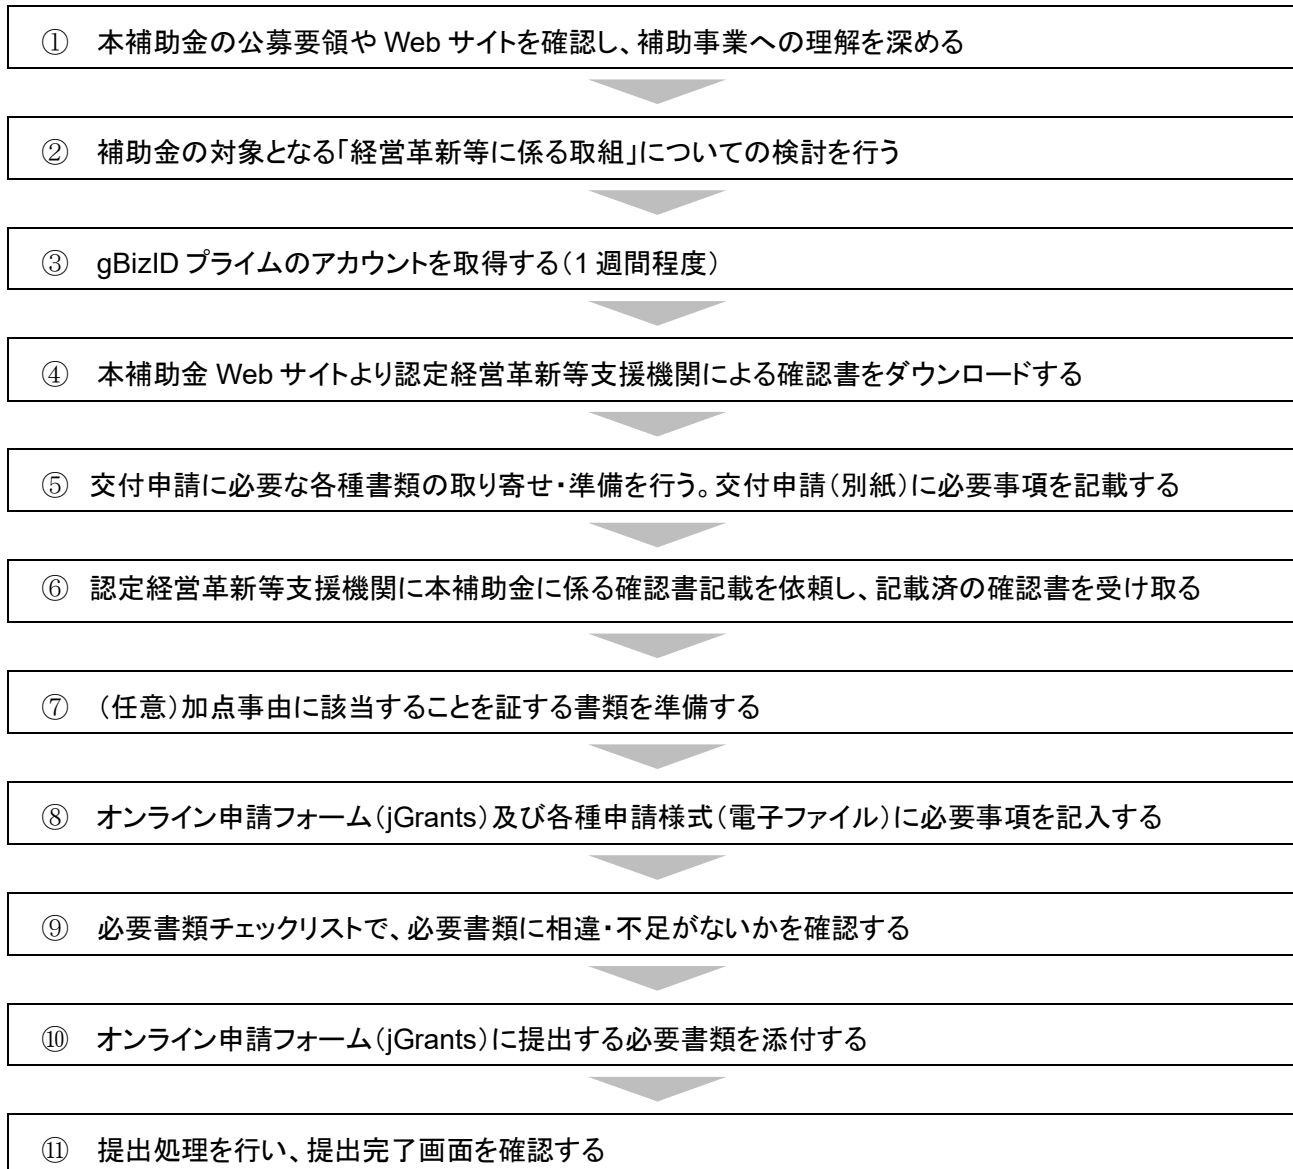 ① 本補助金の公募要領や Web サイトを確認し、補助事業への理解を深める
② 補助金の対象となる「経営革新等に係る取組」についての検討を行う
③ gBizID プライムのアカウントを取得する（1 週間程度）
④ 本補助金 Web サイトより認定経営革新等支援機関による確認書をダウンロードする
⑤ 交付申請に必要な各種書類の取り寄せ・準備を行う。交付申請（別紙）に必要事項を記載する
⑥ 認定経営革新等支援機関に本補助金に係る確認書記載を依頼し、記載済の確認書を受け取る
⑦ （任意）加点事由に該当することを証する書類を準備する
⑧ オンライン申請フォーム（jGrants）及び各種申請様式（電子ファイル）に必要事項を記入する
⑨ 必要書類チェックリストで、必要書類に相違・不足がないかを確認する
⑩ オンライン申請フォーム（jGrants）に提出する必要書類を添付する
⑪ 提出処理を行い、提出完了画面を確認する